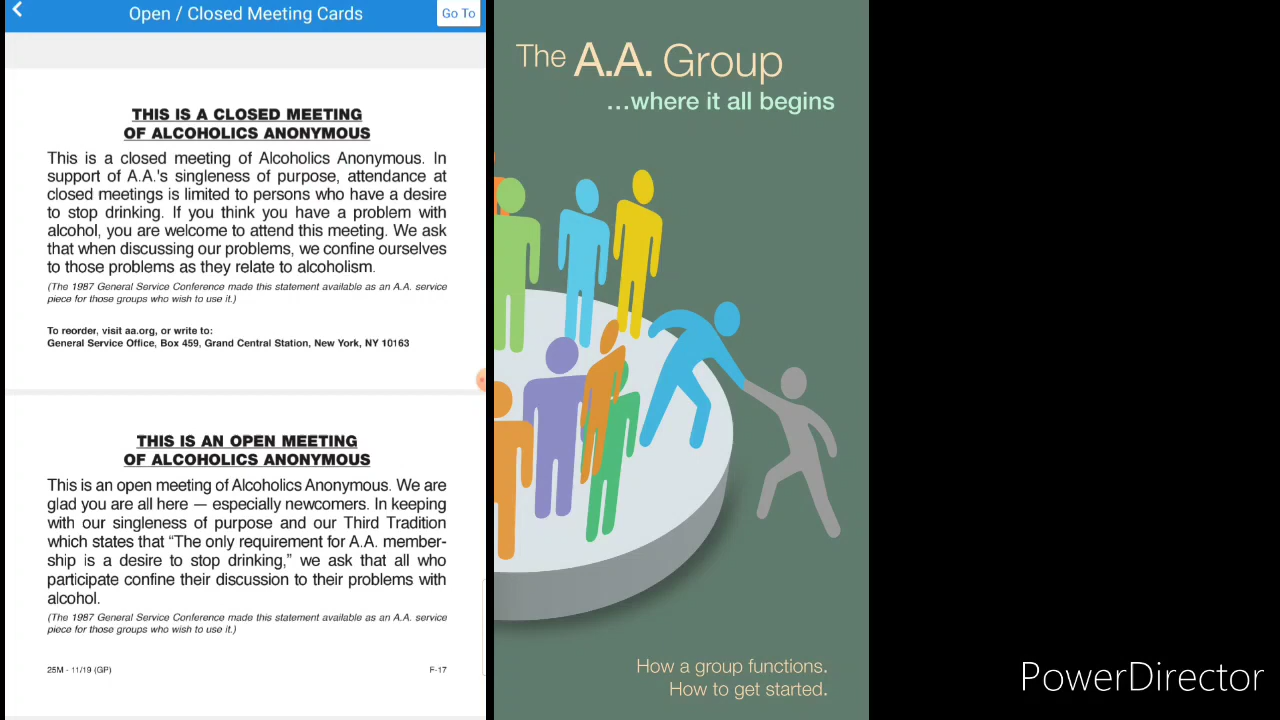 Open / Closed Meeting Cards
Go To
THIS IS A CLOSED MEETING
OF ALCOHOLICS ANONYMOUS
This is a closed meeting of Alcoholics Anonymous. In
support of A.A.'s singleness of purpose, attendance at
closed meetings is limited to persons who have a desire
to stop drinking. If you think you have a problem with
alcohol, you are welcome to attend this meeting. We ask
that when discussing our problems, we confine ourselves
to those problems as they relate to alcoholism.
(The 1987 General Service Conference made this statement available as an A.A. service
piece for those groups who wish to use it.)
To reorder, visit aa.org, or write to:
General Service Office, Box 459, Grand Central Station, New York, NY 10163
THIS IS AN OPEN MEETING
OF ALCOHOLICS ANONYMOUS
This is an open meeting of Alcoholics Anonymous. We are
glad you are all here — especially newcomers. In keeping
with our singleness of purpose and our Third Tradition
which states that “The only requirement for A.A. member-
ship is a desire to stop drinking,” we ask that all who
participate confine their discussion to their problems with
alcohol.
(The 1987 General Service Conference made this statement available as an A.A. service
piece for those groups who wish to use it.)
25M - 11/19 (GP)
F-17
The A.A. Group
...where it all begins
How a group functions.
How to get started.
PowerDirector